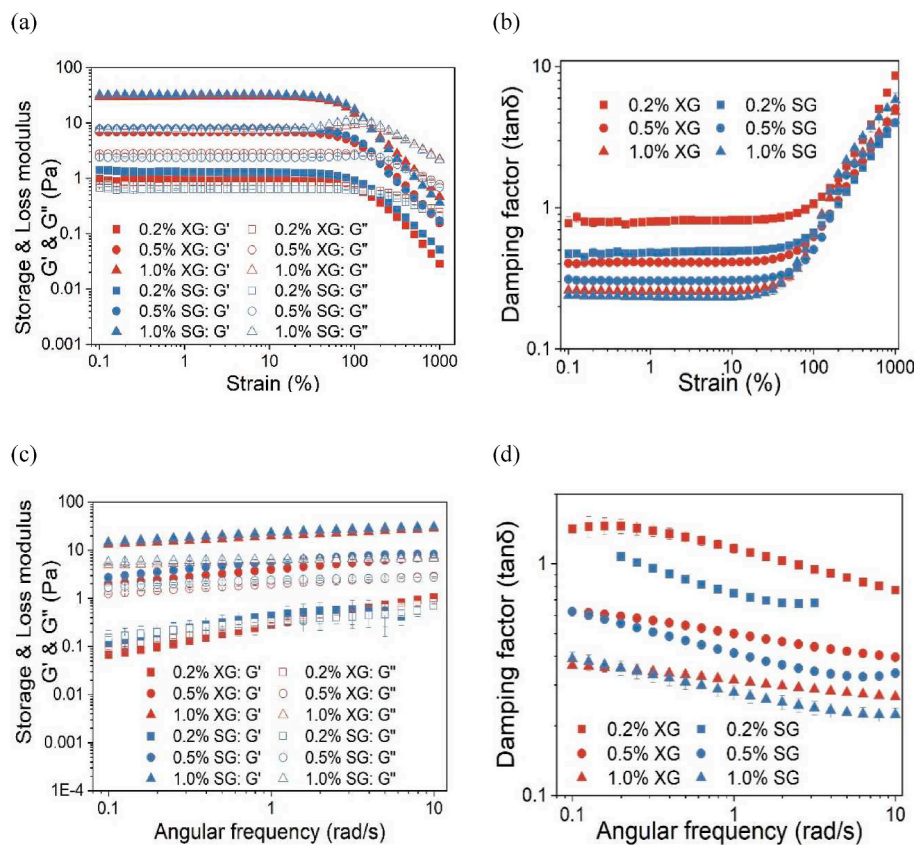 (a)
(b)
Storage & Loss modulus
G' & G" (Pa)
100
10
1
0.1
0.01
0.001
0.2% XG: G' 0.2% XG: G"
0.5% XG: G' 0.5% XG: G"
1.0% XG: G' 1.0% XG: G"
0.2% SG: G' 0.2% SG: G"
0.5% SG: G' 0.5% SG: G"
1.0% SG: G' 1.0% SG: G"
0.1 1 10 100 1000
Strain (%)
Damping factor (tanδ)
10
1
0.1
0.2% XG 0.2% SG
0.5% XG 0.5% SG
1.0% XG 1.0% SG
0.1 1 10 100 1000
Strain (%)
(c)
(d)
Storage & Loss modulus
G' & G" (Pa)
100
10
1
0.1
0.01
0.001
1E-4
0.2% XG: G' 0.2% XG: G"
0.5% XG: G' 0.5% XG: G"
1.0% XG: G' 1.0% XG: G"
0.2% SG: G' 0.2% SG: G"
0.5% SG: G' 0.5% SG: G"
1.0% SG: G' 1.0% SG: G"
0.1 1 10
Angular frequency (rad/s)
Damping factor (tanδ)
1
0.1
0.2% XG 0.2% SG
0.5% XG 0.5% SG
1.0% XG 1.0% SG
0.1 1 10
Angular frequency (rad/s)